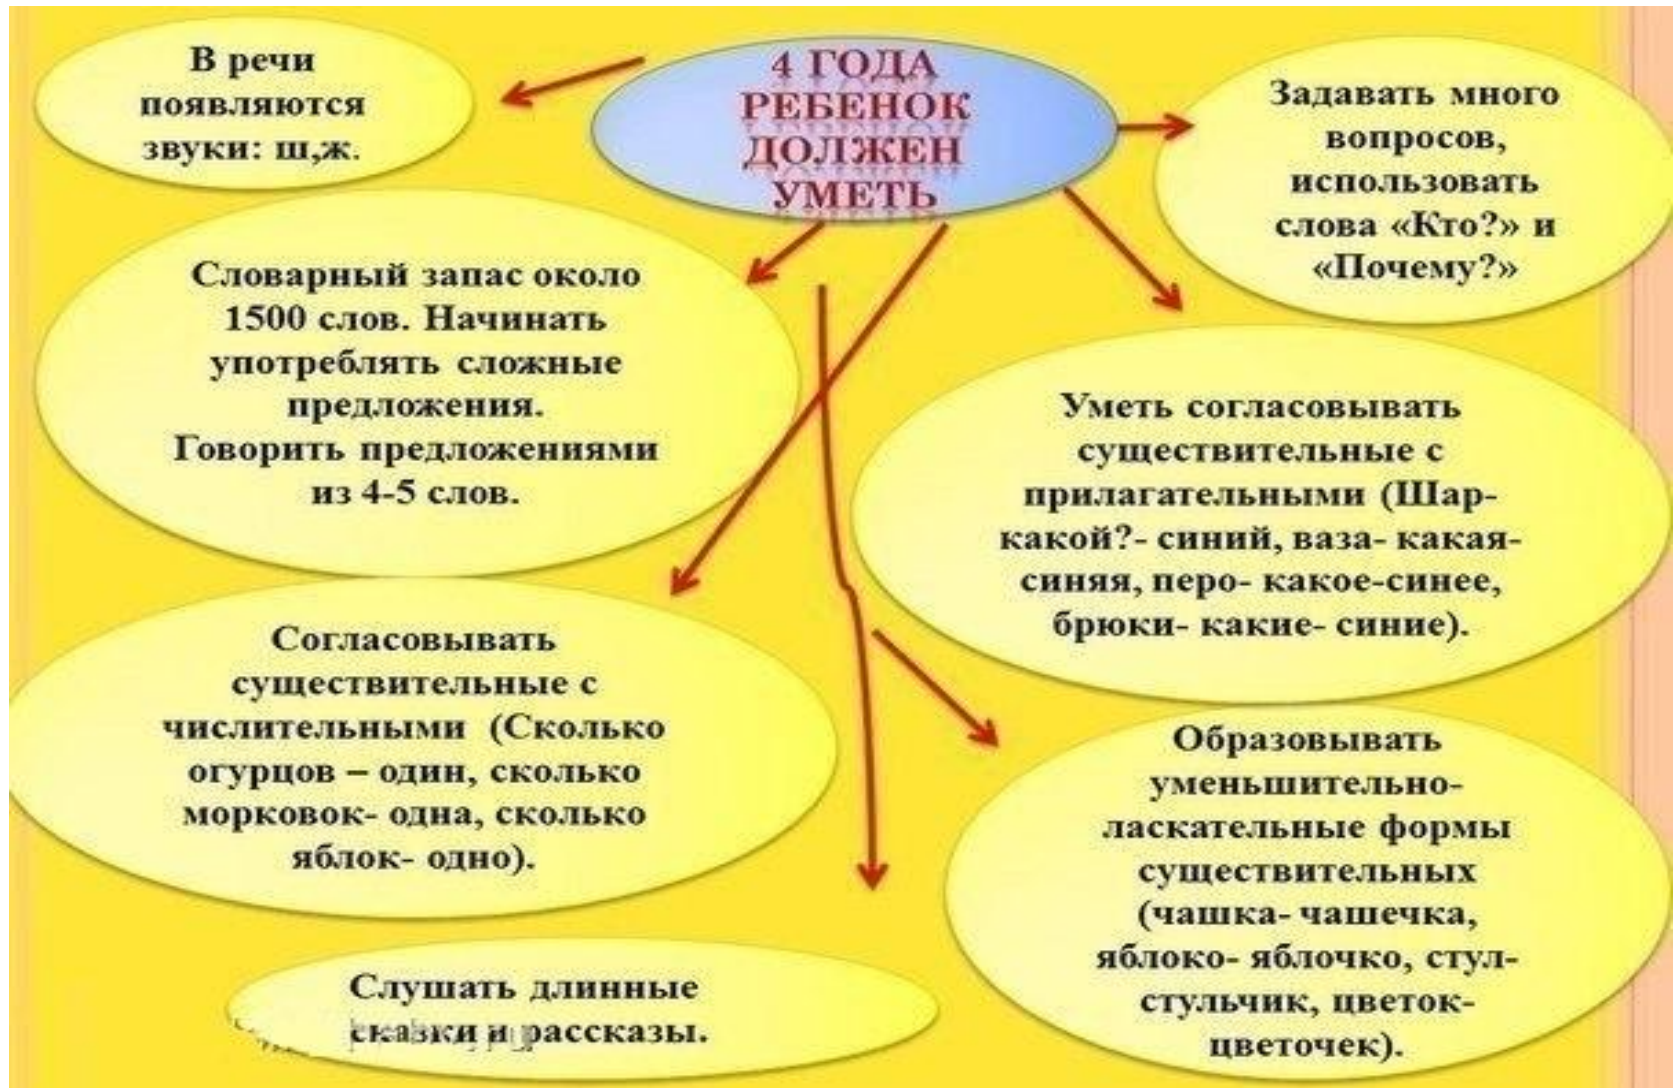 4 ГОДА
РЕБЕНОК
ДОЛЖЕН
УМЕТЬ
В речи
появляются
звуки: ш,ж.
Задавать много
вопросов,
использовать
слова «Кто?» и
«Почему?»
Словарный запас около
1500 слов. Начинать
употреблять сложные
предложения.
Говорить предложениями
из 4-5 слов.
Уметь согласовывать
существительные с
прилагательными (Шар-
какой?- синий, ваза- какая-
синяя, перо- какое-синее,
брюки- какие- синие).
Согласовывать
существительные с
числительными (Сколько
огурцов – один, сколько
морковок- одна, сколько
яблок- одно).
Образовывать
уменьшительно-
ласкательные формы
существительных
(чашка- чашечка,
яблоко- яблочко, стул-
стульчик, цветок-
цветочек).
Слушать длинные
сказки и рассказы.